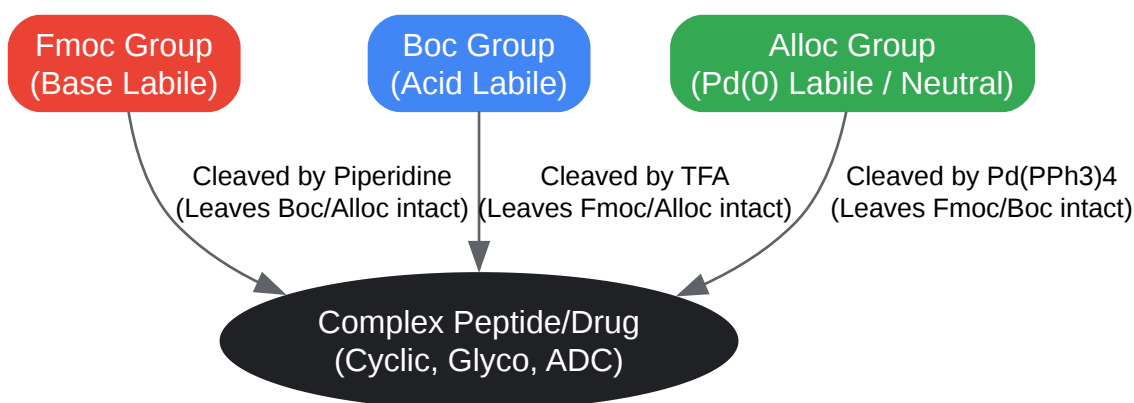 Fmoc Group
(Base Labile)
Boc Group
(Acid Labile)
Alloc Group
(Pd(0) Labile / Neutral)
Cleaved by Piperidine
(Leaves Boc/Alloc intact)
Cleaved by TFA
(Leaves Fmoc/Alloc intact)
Cleaved by Pd(PPh3)4
(Leaves Fmoc/Boc intact)
Complex Peptide/Drug
(Cyclic, Glyco, ADC)